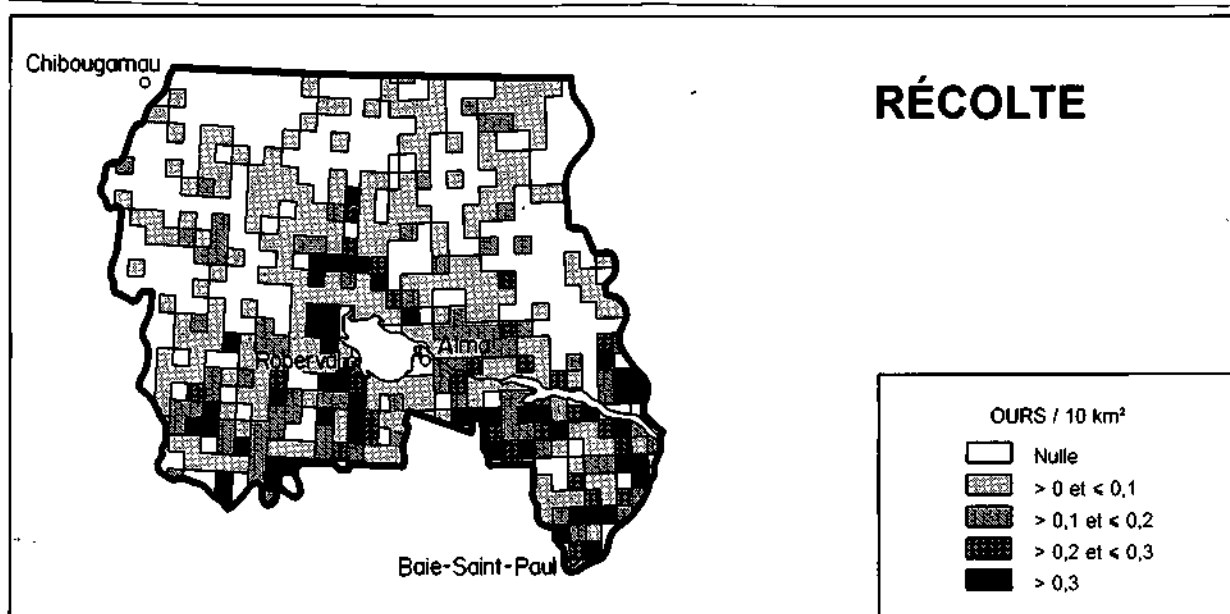 Chibougamau
RÉCOLTE
Alma
Roberval
Baie-Saint-Paul
OURS / 10 km²
Nulle
> 0 et ≤ 0,1
> 0,1 et ≤ 0,2
> 0,2 et ≤ 0,3
> 0,3